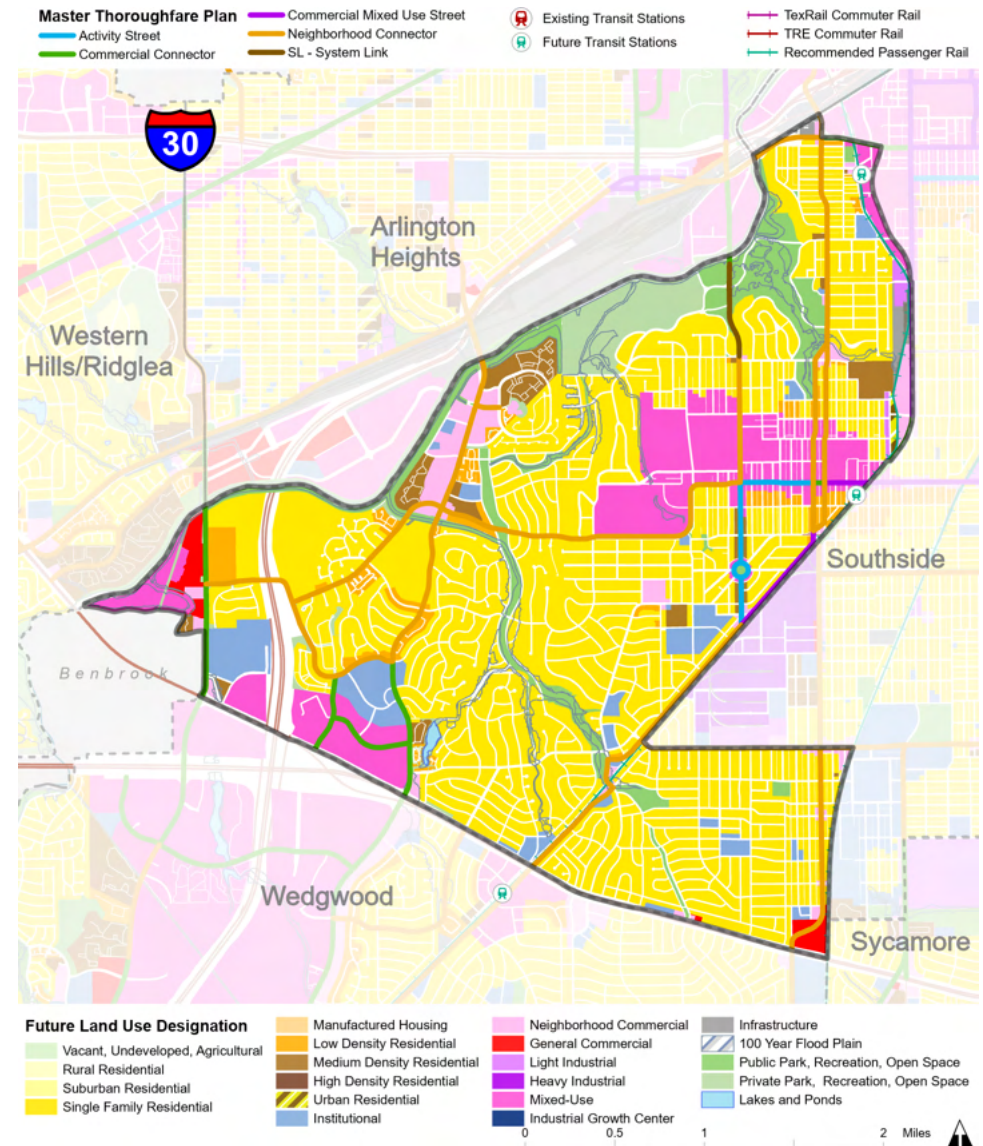 Master Thoroughfare Plan
Activity Street
Commercial Connector
Commercial Mixed Use Street
Neighborhood Connector
SL - System Link
Existing Transit Stations
Future Transit Stations
TexRail Commuter Rail
TRE Commuter Rail
Recommended Passenger Rail
30
Arlington
Heights
Western
Hills/Ridglea
Southside
Benbrook
Wedgwood
Sycamore
Future Land Use Designation
Vacant, Undeveloped, Agricultural
Rural Residential
Suburban Residential
Single Family Residential
Manufactured Housing
Low Density Residential
Medium Density Residential
High Density Residential
Urban Residential
Institutional
Neighborhood Commercial
General Commercial
Light Industrial
Heavy Industrial
Mixed-Use
Industrial Growth Center
Infrastructure
100 Year Flood Plain
Public Park, Recreation, Open Space
Private Park, Recreation, Open Space
Lakes and Ponds
0 0.5 1 2 Miles